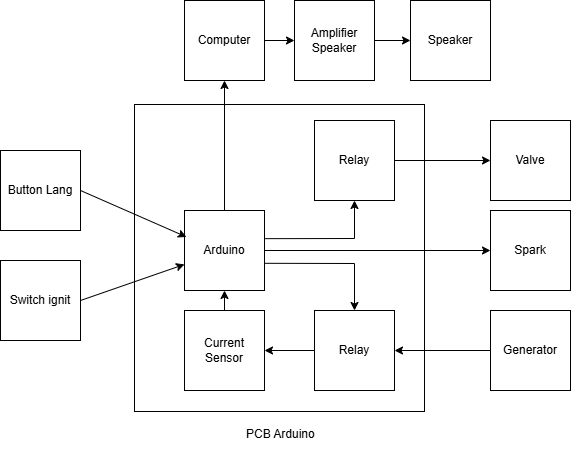 Computer
Amplifier
Speaker
Speaker
Relay
Valve
Button Lang
Arduino
Spark
Switch ignit
Current
Sensor
Relay
Generator
PCB Arduino